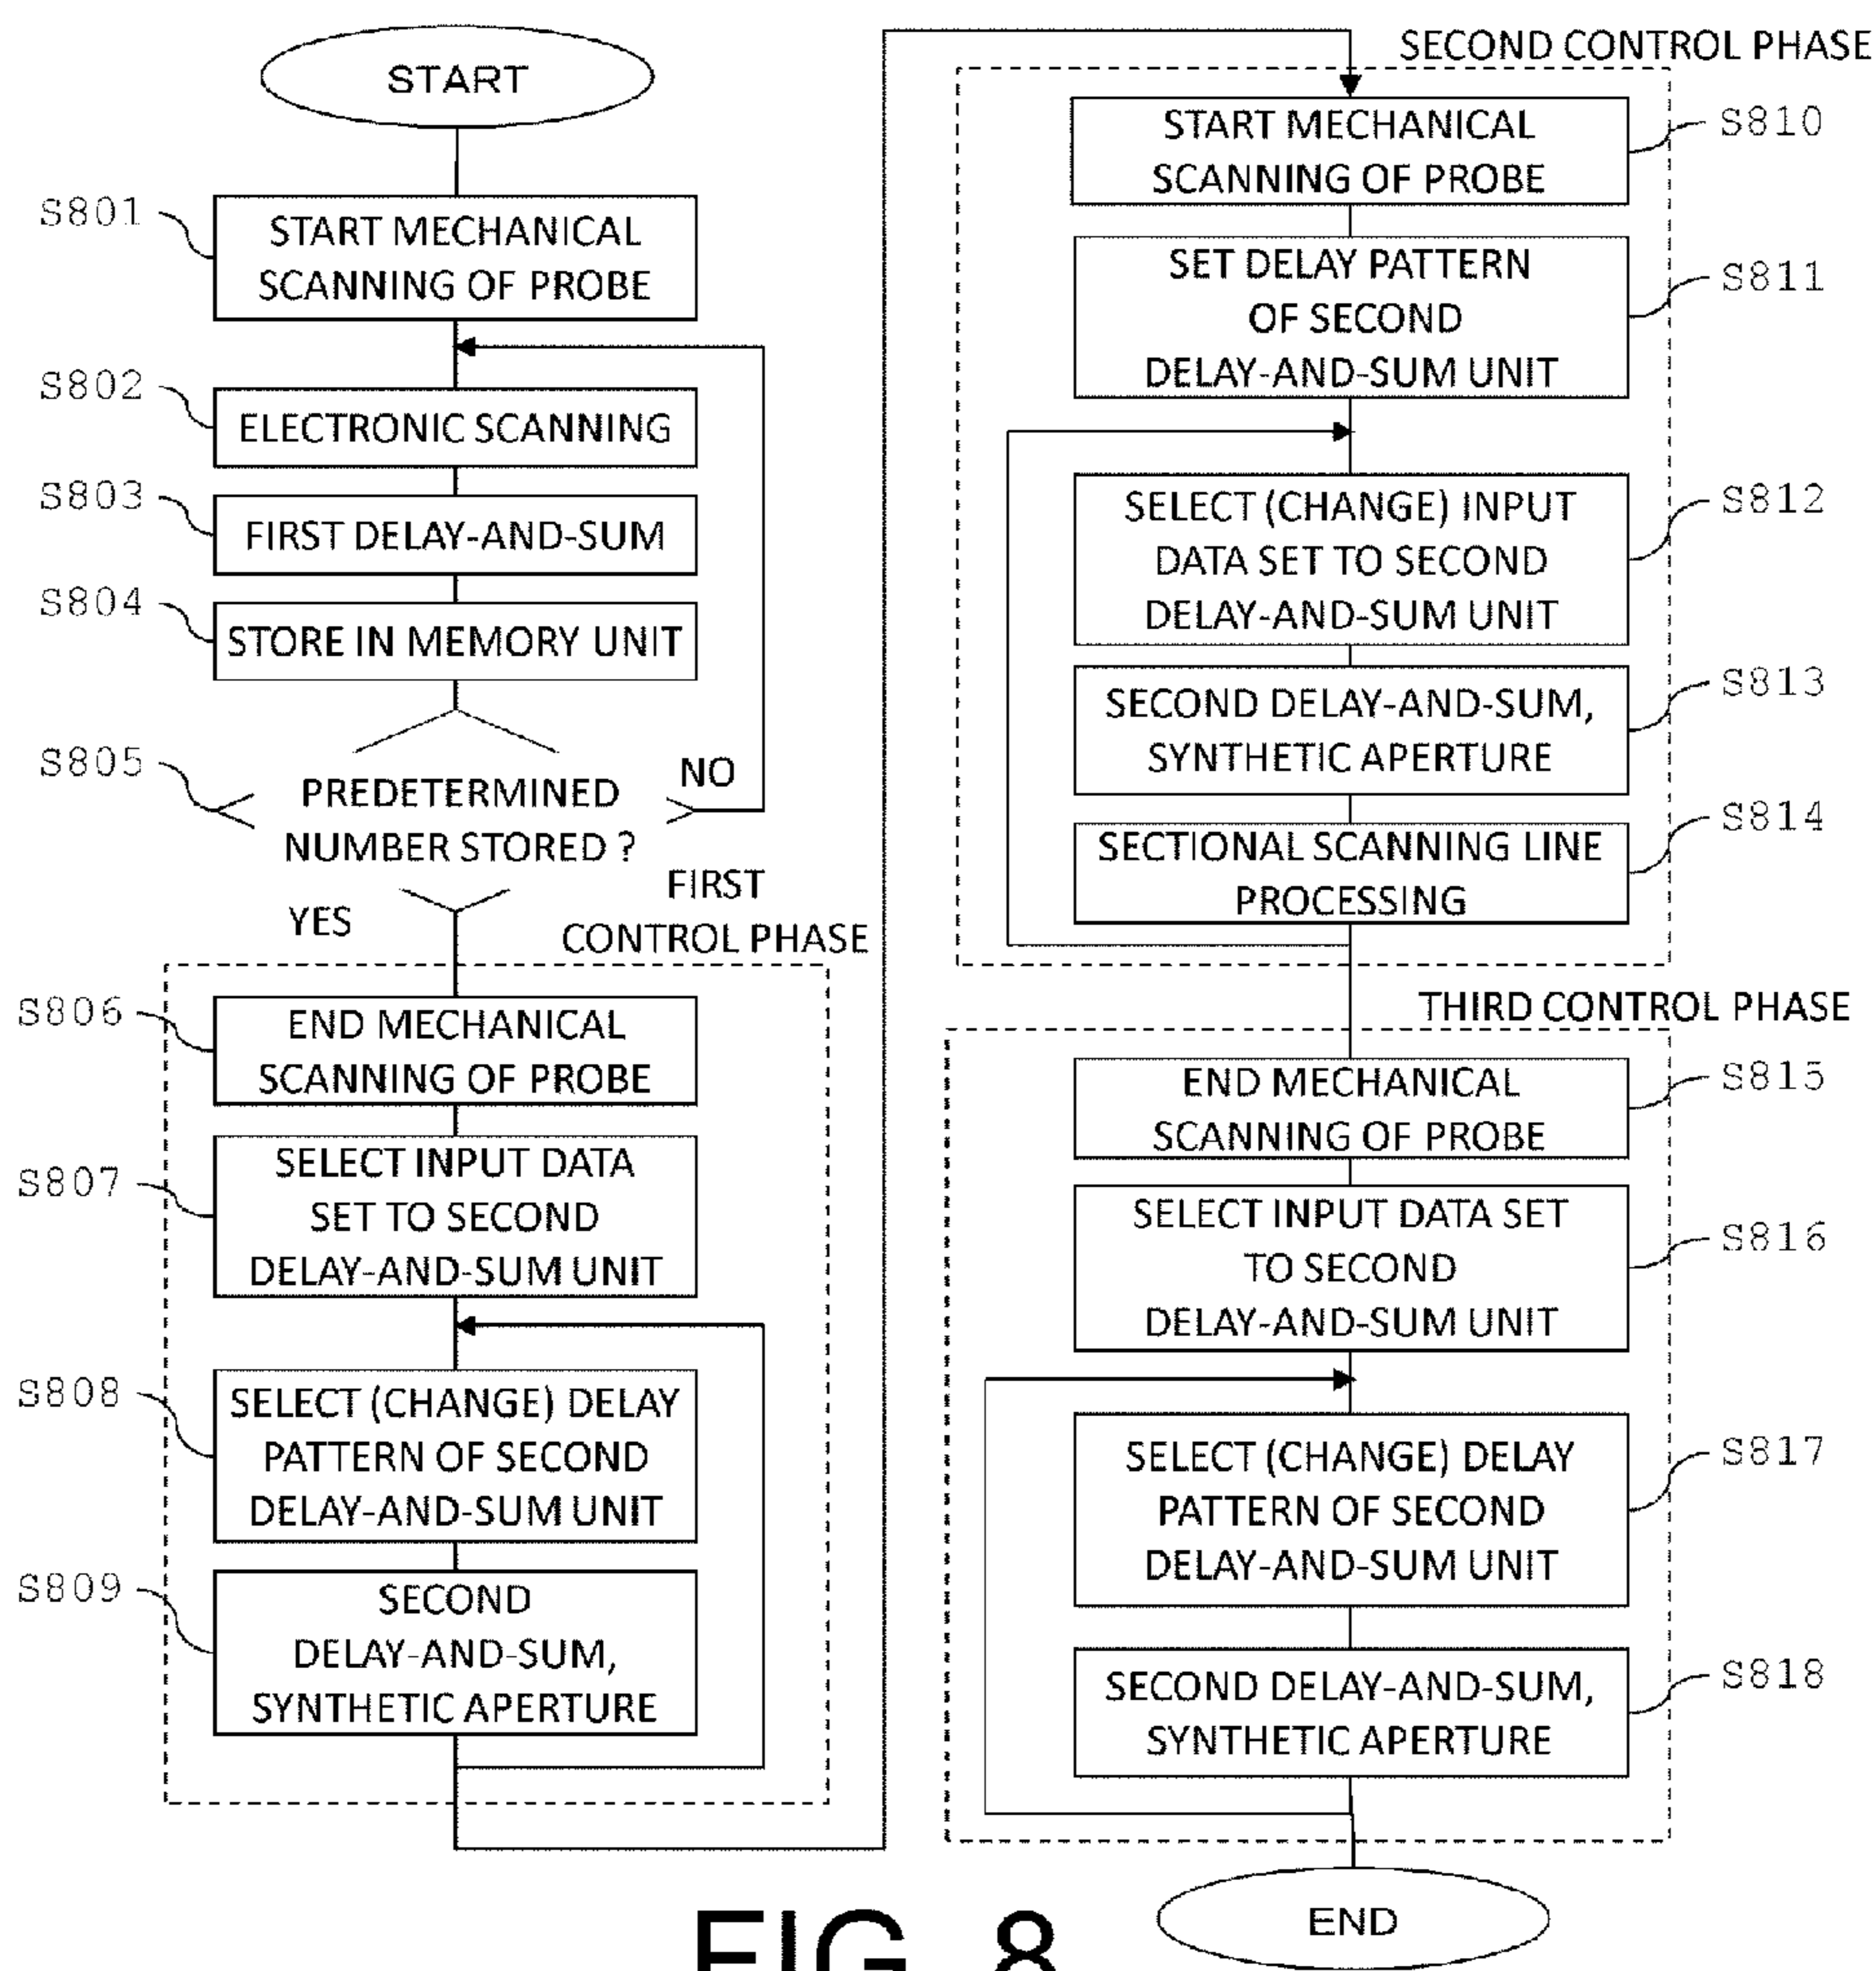 START
S801
START MECHANICAL
SCANNING OF PROBE
S802
ELECTRONIC SCANNING
S803
FIRST DELAY-AND-SUM
S804
STORE IN MEMORY UNIT
S805
PREDETERMINED
NUMBER STORED ?
NO
YES
FIRST
CONTROL PHASE
S806
END MECHANICAL
SCANNING OF PROBE
S807
SELECT INPUT DATA
SET TO SECOND
DELAY-AND-SUM UNIT
S808
SELECT (CHANGE) DELAY
PATTERN OF SECOND
DELAY-AND-SUM UNIT
S809
SECOND
DELAY-AND-SUM,
SYNTHETIC APERTURE
SECOND CONTROL PHASE
START MECHANICAL
SCANNING OF PROBE
S810
SET DELAY PATTERN
OF SECOND
DELAY-AND-SUM UNIT
S811
SELECT (CHANGE) INPUT
DATA SET TO SECOND
DELAY-AND-SUM UNIT
S812
SECOND DELAY-AND-SUM,
SYNTHETIC APERTURE
S813
SECTIONAL SCANNING LINE
PROCESSING
S814
THIRD CONTROL PHASE
END MECHANICAL
SCANNING OF PROBE
S815
SELECT INPUT DATA SET
TO SECOND
DELAY-AND-SUM UNIT
S816
SELECT (CHANGE) DELAY
PATTERN OF SECOND
DELAY-AND-SUM UNIT
S817
SECOND DELAY-AND-SUM,
SYNTHETIC APERTURE
S818
END
FIG. 8